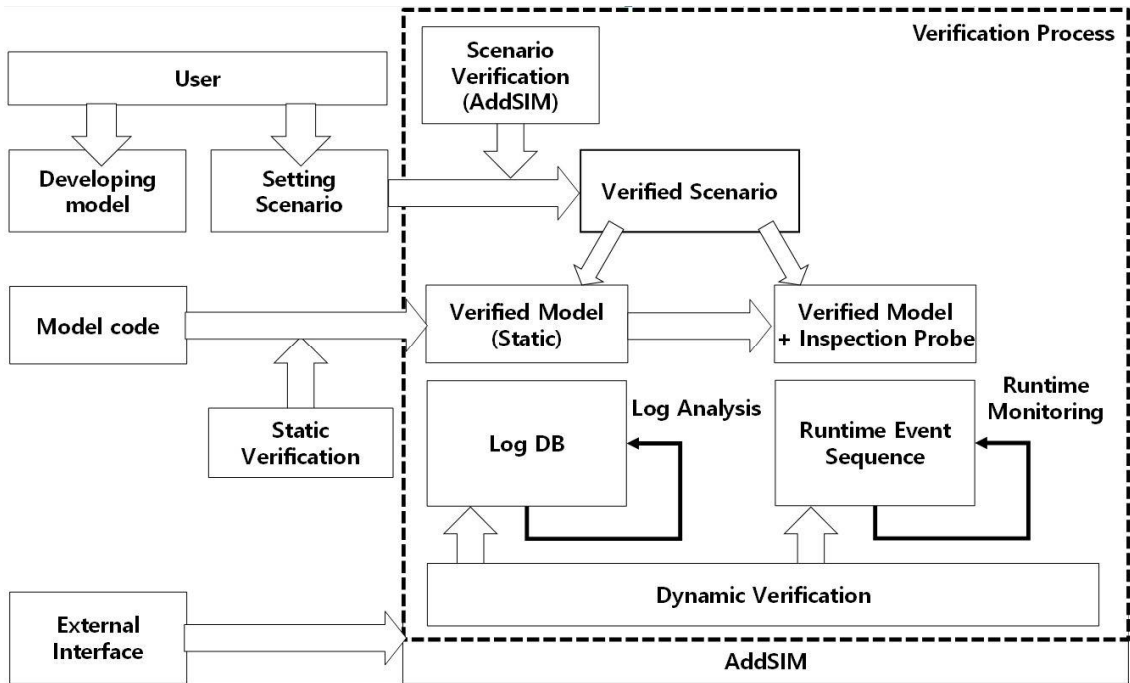 Verification Process
Scenario
Verification
(AddSIM)
User
Developing
model
Setting
Scenario
Verified Scenario
Model code
Verified Model
(Static)
Verified Model
+ Inspection Probe
Static
Verification
Log DB
Log Analysis
Runtime Event
Sequence
Runtime
Monitoring
Dynamic Verification
External
Interface
AddSIM